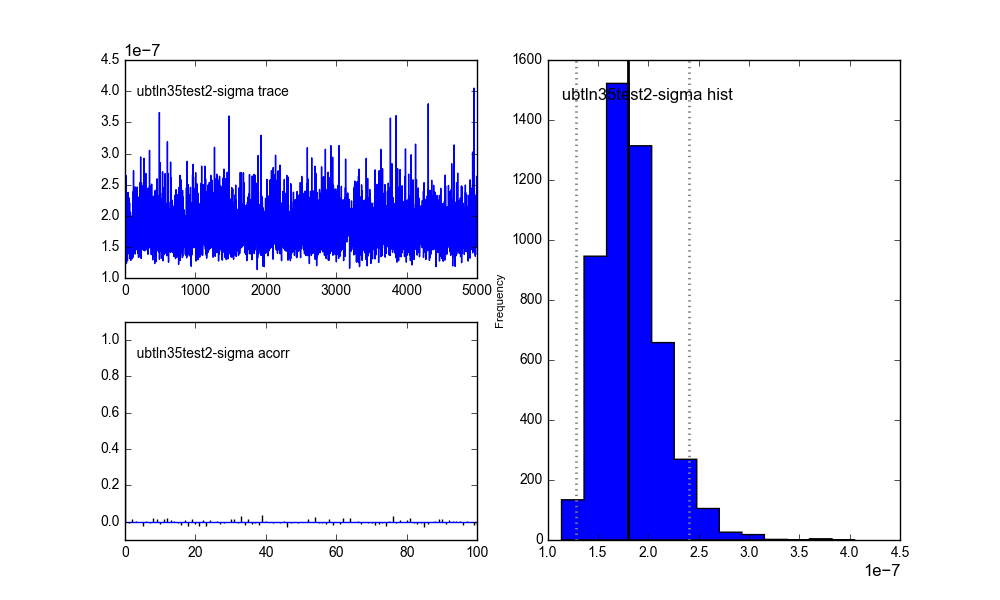 1e−7
4.5
4.0
3.5
3.0
2.5
2.0
1.5
1.0
ubtln35test2-sigma trace
0 1000 2000 3000 4000 5000
1.0
0.8
0.6
0.4
0.2
0.0
ubtln35test2-sigma acorr
0 20 40 60 80 100
Frequency
1600
1400
1200
1000
800
600
400
200
0
ubtln35test2-sigma hist
1.0 1.5 2.0 2.5 3.0 3.5 4.0 4.5
1e−7